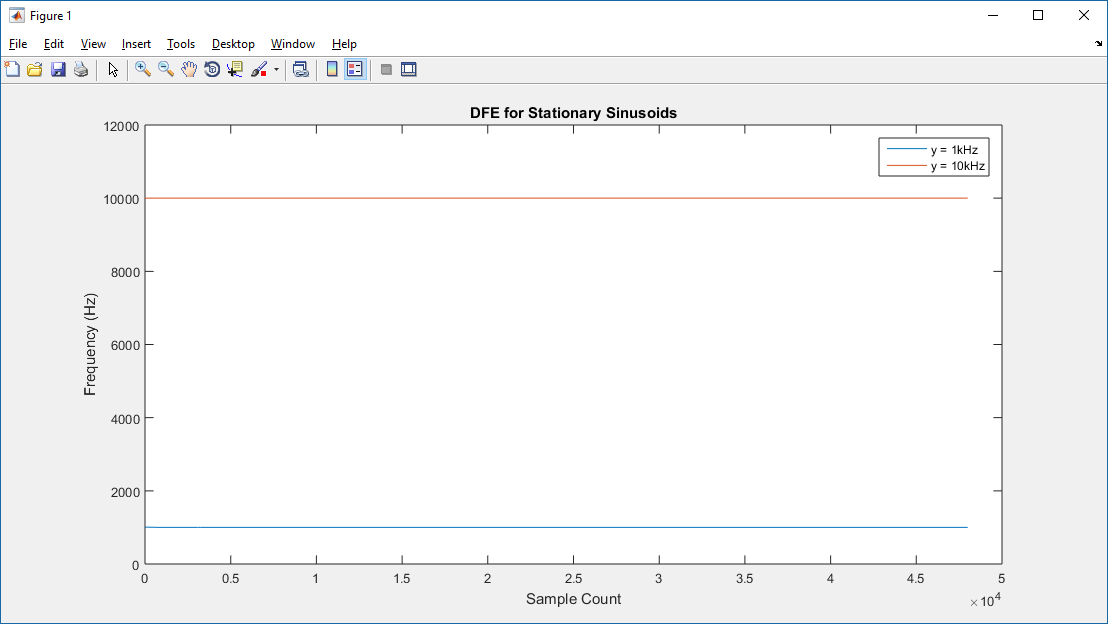 Figure 1
File Edit View Insert Tools Desktop Window Help
DFE for Stationary Sinusoids
12000
10000
8000
6000
4000
2000
0
Frequency (Hz)
y = 1kHz
y = 10kHz
0 0.5 1 1.5 2 2.5 3 3.5 4 4.5 5
Sample Count
×10⁴